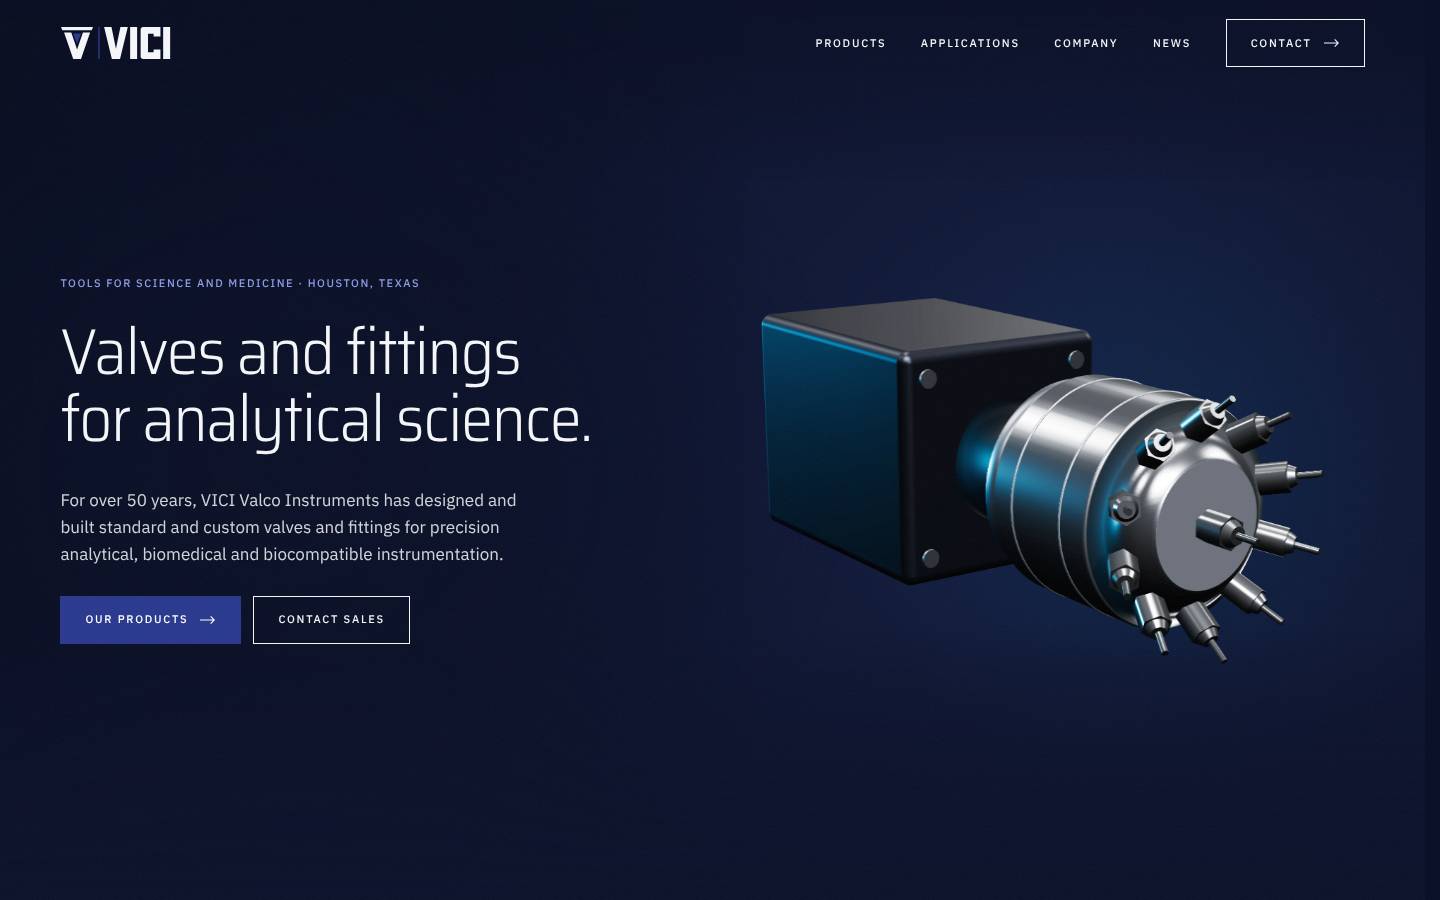 VICI
PRODUCTS
APPLICATIONS
COMPANY
NEWS
CONTACT
TOOLS FOR SCIENCE AND MEDICINE · HOUSTON, TEXAS
Valves and fittings
for analytical science.
For over 50 years, VICI Valco Instruments has designed and
built standard and custom valves and fittings for precision
analytical, biomedical and biocompatible instrumentation.
OUR PRODUCTS
CONTACT SALES